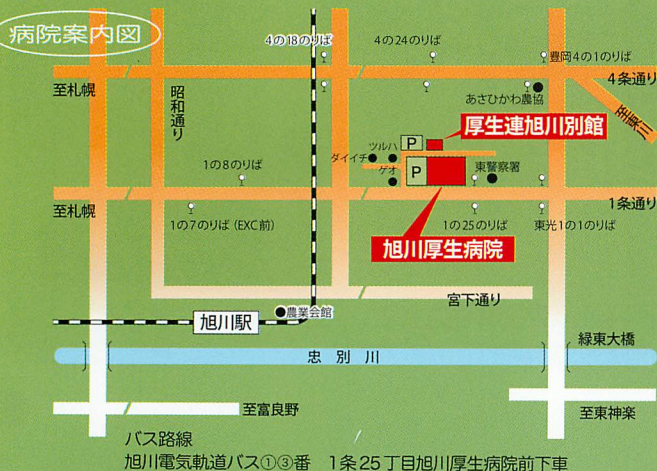 病院案内図
4の18のりば
4の24のりば
豊岡4の1のりば
4条通り
至札幌
昭和通り
あさひかわ農協
至東川
厚生連旭川別館
P
ツルハ
ダイイチ
ゲオ
P
東警察署
1の8のりば
1条通り
至札幌
1の7のりば (EXC前)
1の25のりば
東光1の1のりば
旭川厚生病院
宮下通り
農業会館
旭川駅
緑東大橋
忠別川
至富良野
至東神楽
バス路線
旭川電気軌道バス①③番 1条25丁目旭川厚生病院前下車